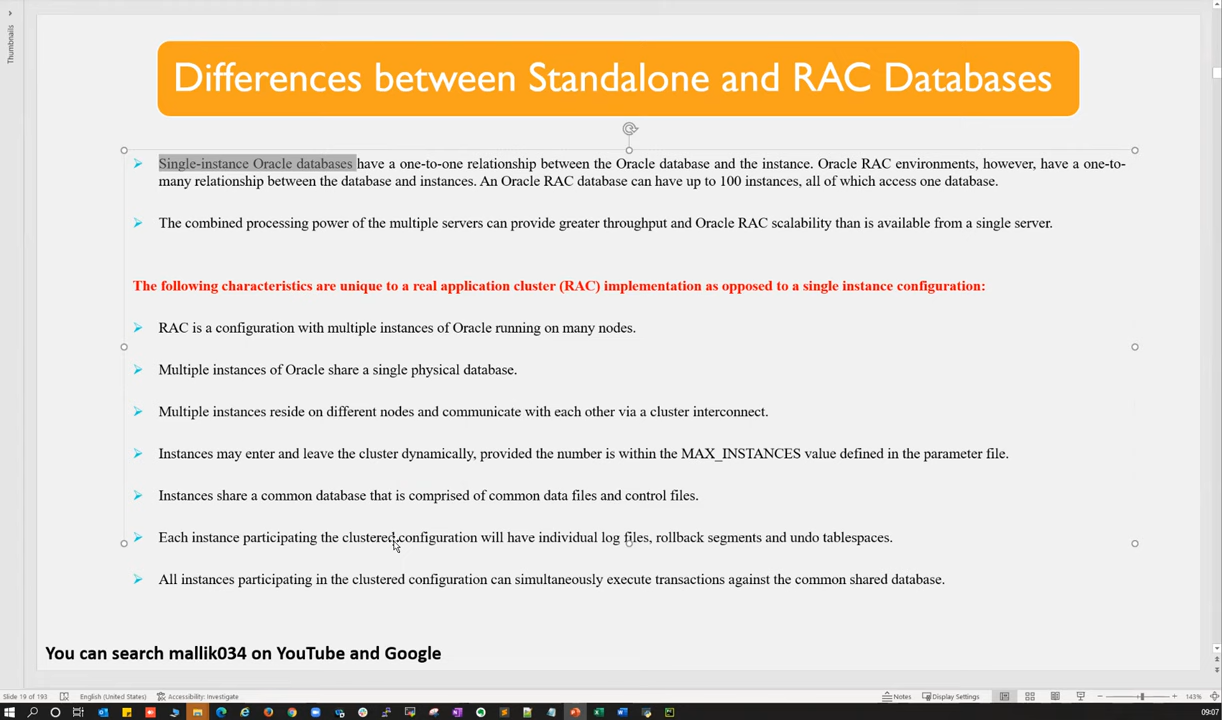 Thumbnails
Differences between Standalone and RAC Databases
Single-instance Oracle databases have a one-to-one relationship between the Oracle database and the instance. Oracle RAC environments, however, have a one-to-
many relationship between the database and instances. An Oracle RAC database can have up to 100 instances, all of which access one database.
The combined processing power of the multiple servers can provide greater throughput and Oracle RAC scalability than is available from a single server.
The following characteristics are unique to a real application cluster (RAC) implementation as opposed to a single instance configuration:
RAC is a configuration with multiple instances of Oracle running on many nodes.
Multiple instances of Oracle share a single physical database.
Multiple instances reside on different nodes and communicate with each other via a cluster interconnect.
Instances may enter and leave the cluster dynamically, provided the number is within the MAX_INSTANCES value defined in the parameter file.
Instances share a common database that is comprised of common data files and control files.
Each instance participating the clustered configuration will have individual log files, rollback segments and undo tablespaces.
All instances participating in the clustered configuration can simultaneously execute transactions against the common shared database.
You can search mallik034 on YouTube and Google
Slide 19 of 193 English (United States) Accessibility: Investigate Notes Display Settings 143%
09:07